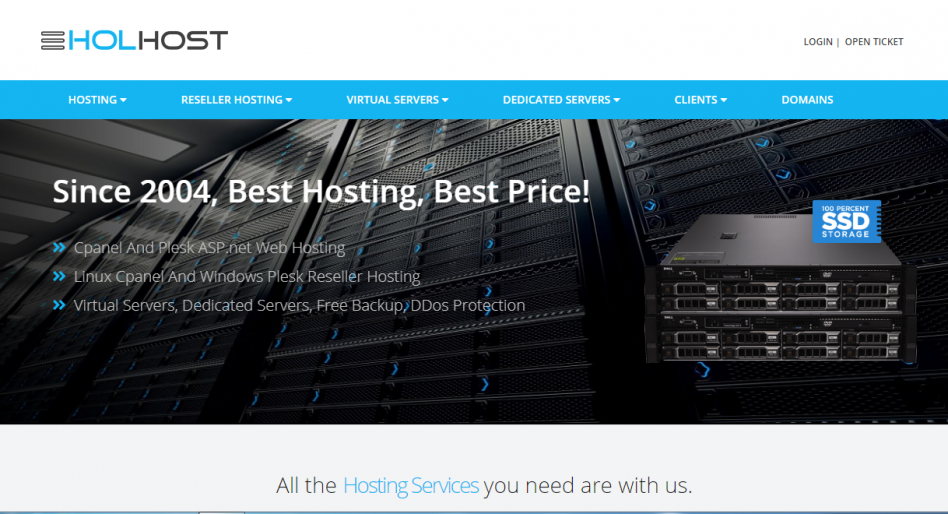 HOLHOST
LOGIN | OPEN TICKET
HOSTING RESELLER HOSTING VIRTUAL SERVERS DEDICATED SERVERS CLIENTS DOMAINS
Since 2004, Best Hosting, Best Price!
Cpanel And Plesk ASP.net Web Hosting
Linux Cpanel And Windows Plesk Reseller Hosting
Virtual Servers, Dedicated Servers, Free Backup, DDos Protection
100 PERCENT
SSD
STORAGE
DELL
DELL
All the Hosting Services you need are with us.